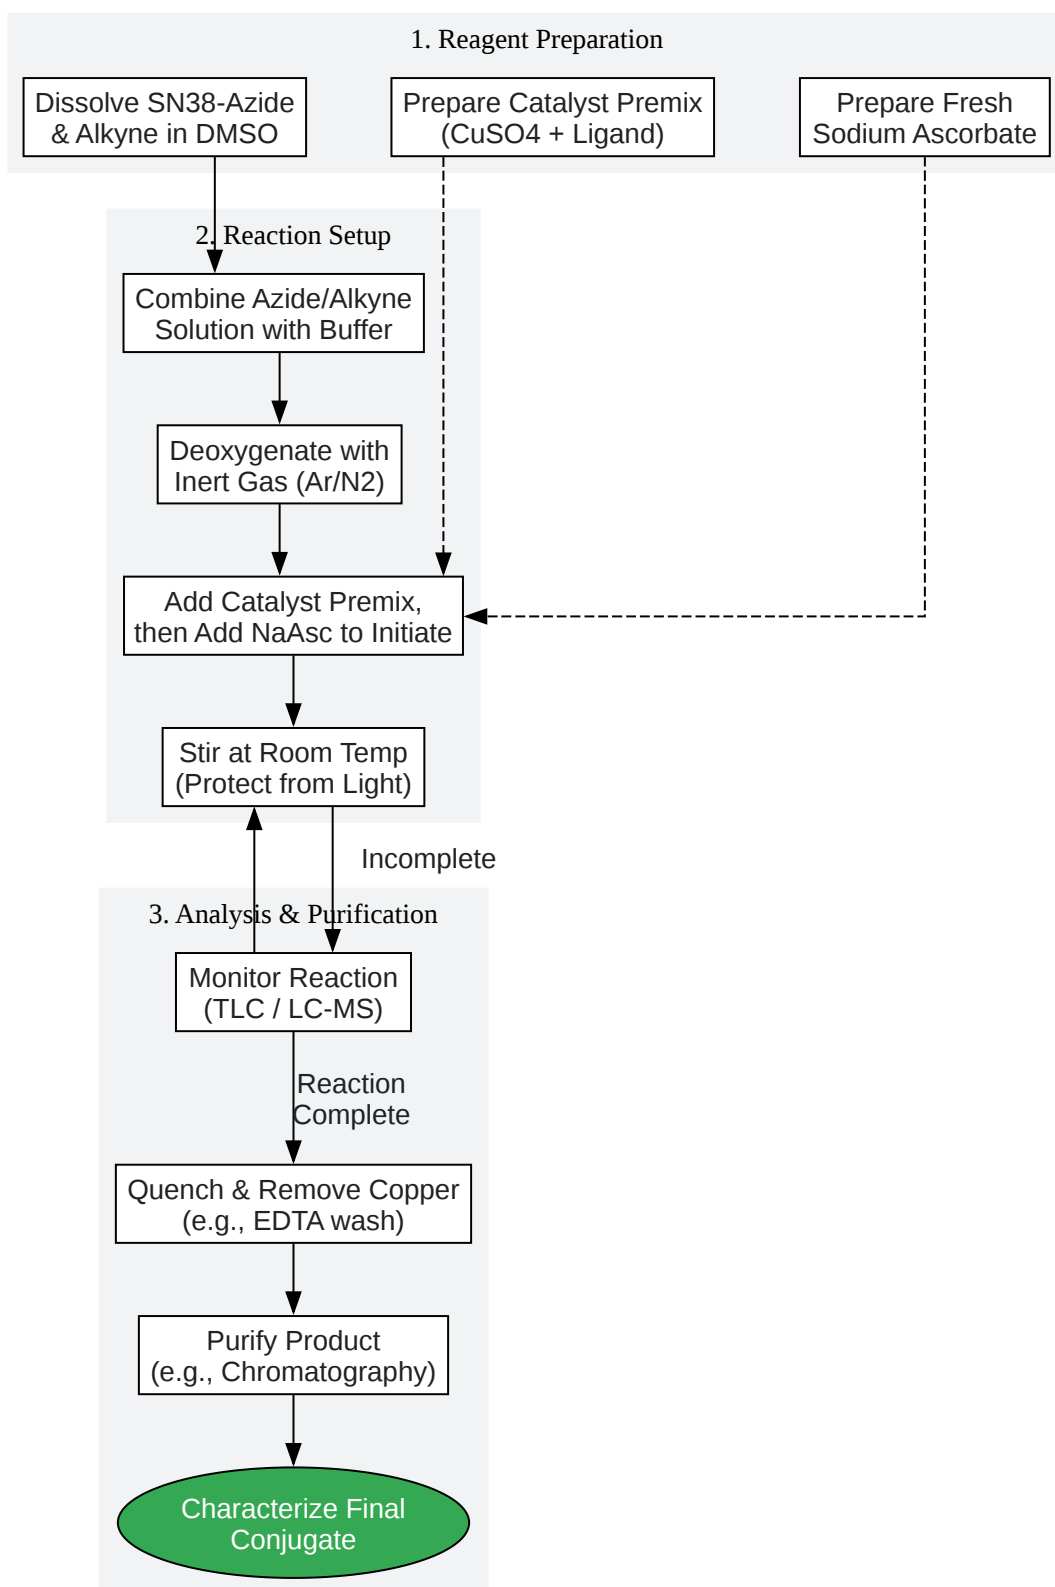 1. Reagent Preparation
Dissolve SN38-Azide
& Alkyne in DMSO
Prepare Catalyst Premix
(CuSO4 + Ligand)
Prepare Fresh
Sodium Ascorbate
2. Reaction Setup
Combine Azide/Alkyne
Solution with Buffer
Deoxygenate with
Inert Gas (Ar/N2)
Add Catalyst Premix,
then Add NaAsc to Initiate
Stir at Room Temp
(Protect from Light)
Incomplete
3. Analysis & Purification
Monitor Reaction
(TLC / LC-MS)
Reaction
Complete
Quench & Remove Copper
(e.g., EDTA wash)
Purify Product
(e.g., Chromatography)
Characterize Final
Conjugate